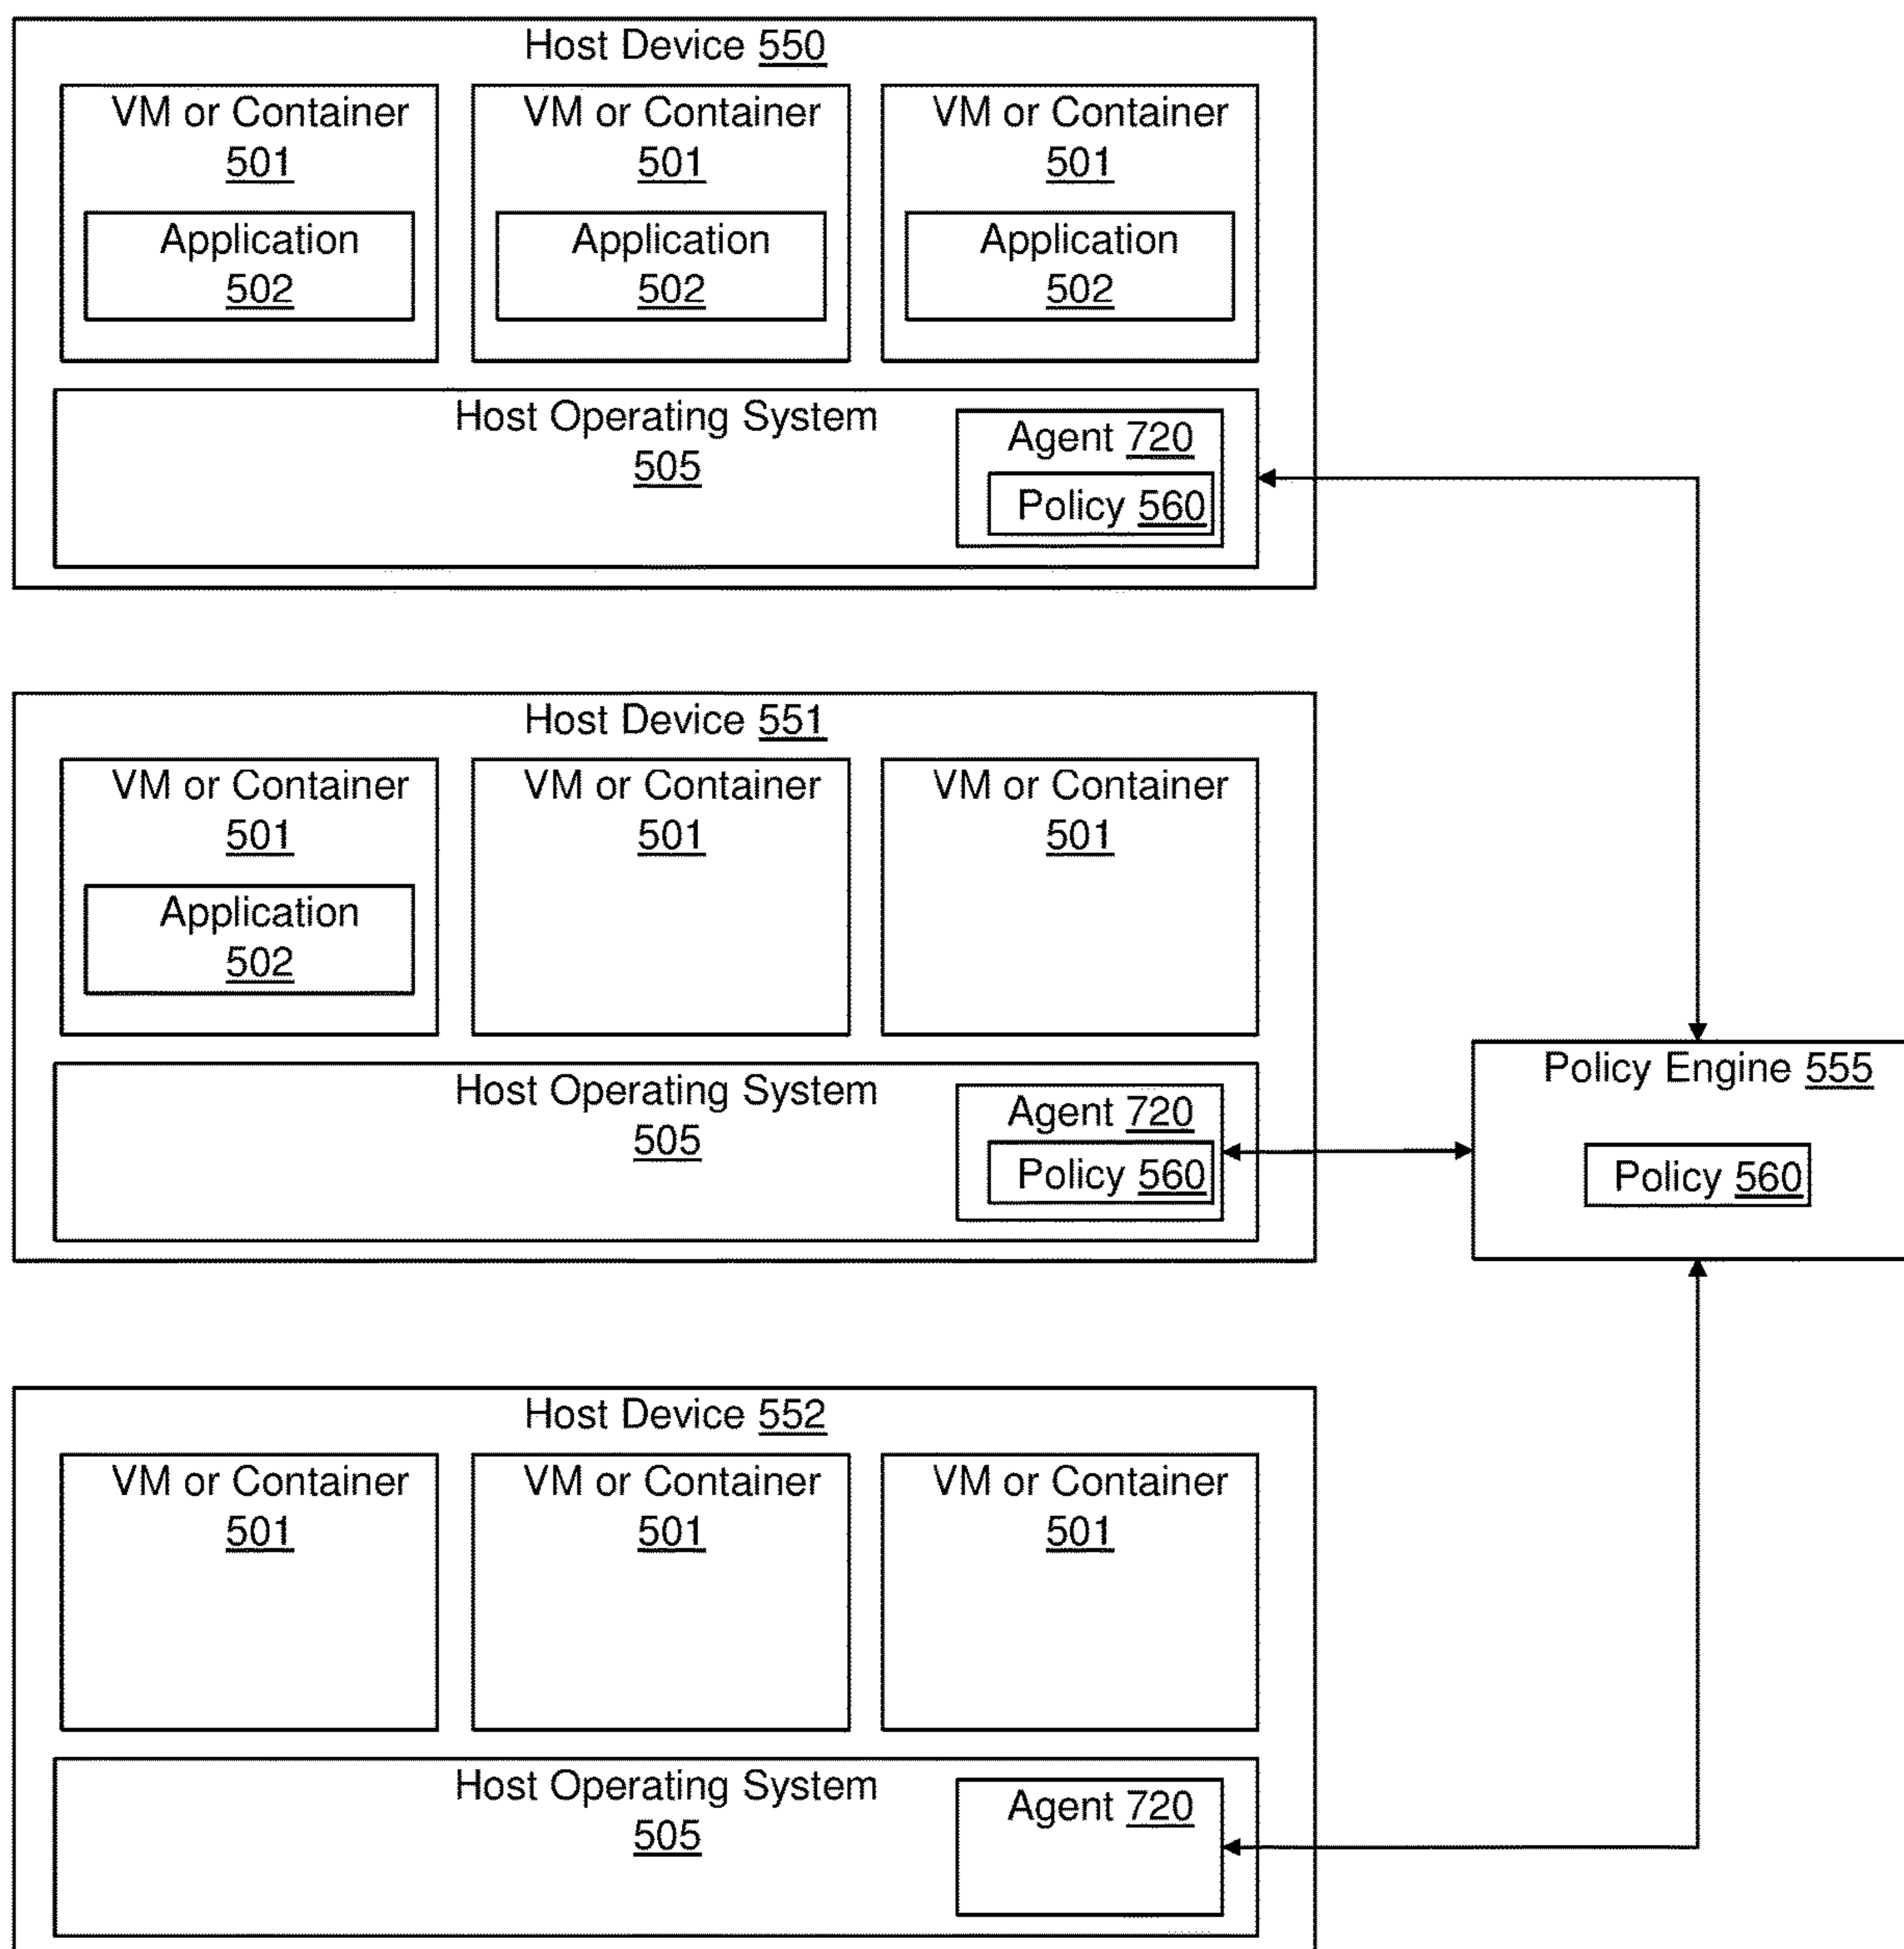 Host Device 550
VM or Container
501
Application
502
VM or Container
501
Application
502
VM or Container
501
Application
502
Host Operating System
505
Agent 720
Policy 560
Host Device 551
VM or Container
501
Application
502
VM or Container
501
VM or Container
501
Host Operating System
505
Agent 720
Policy 560
Policy Engine 555
Policy 560
Host Device 552
VM or Container
501
VM or Container
501
VM or Container
501
Host Operating System
505
Agent 720